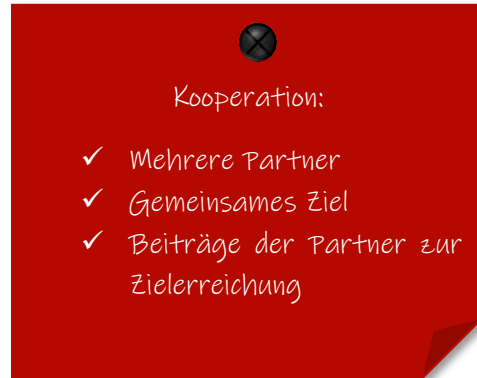 Kooperation:
✓ Mehrere Partner
✓ Gemeinsames Ziel
✓ Beiträge der Partner zur
Zielerreichung